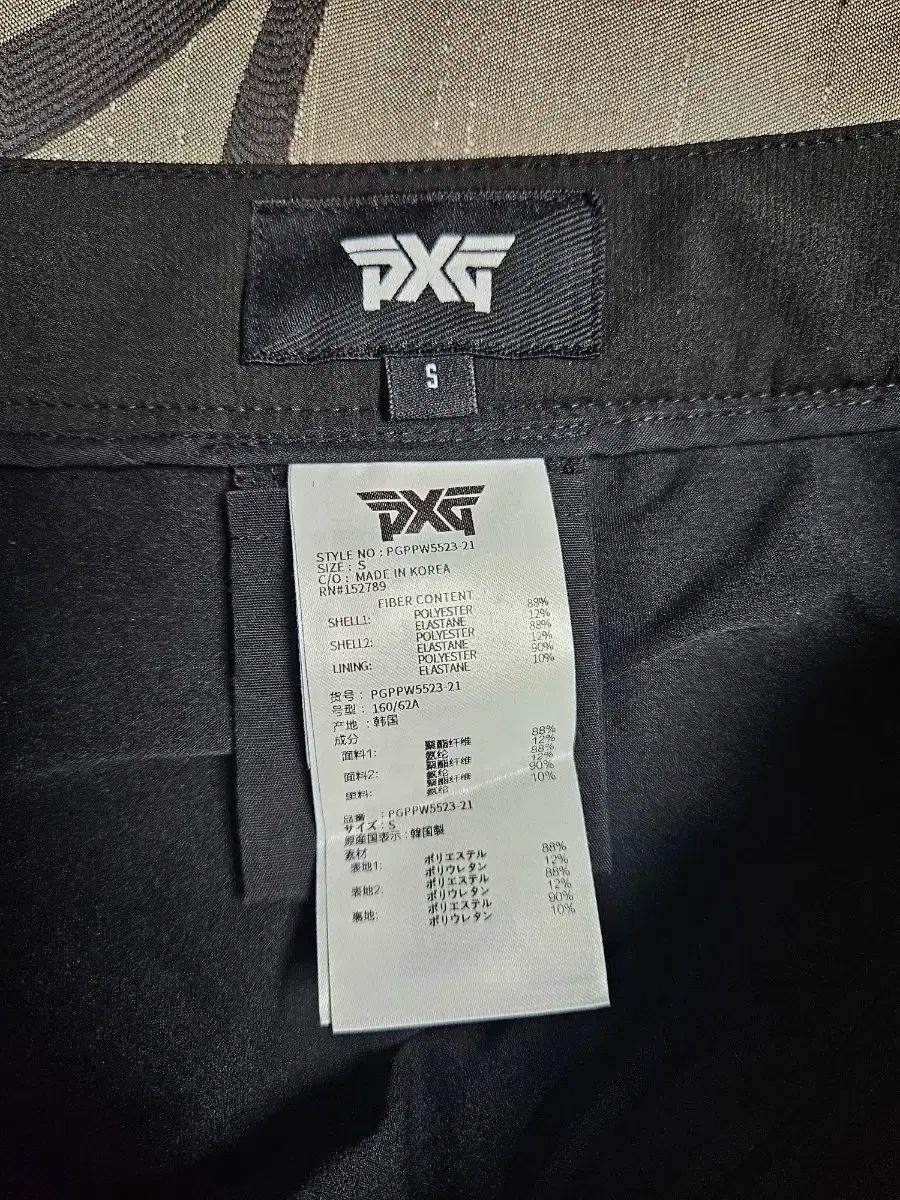 PXG
S
PXG
STYLE NO : PGPPW5523-21
SIZE : S
C/O : MADE IN KOREA
RN#152789
FIBER CONTENT
SHELL1: POLYESTER 88%
ELASTANE 12%
SHELL2: POLYESTER 88%
ELASTANE 12%
LINING: POLYESTER 90%
ELASTANE 10%
货号 : PGPPW5523-21
号型 : 160/62A
产地 : 韩国
成分
面料1: 聚酯纤维 88%
氨纶 12%
面料2: 聚酯纤维 88%
氨纶 12%
里料: 聚酯纤维 90%
氨纶 10%
品番 : PGPPW5523-21
サイズ : S
原産国表示 : 韓国製
素材
表地1: ポリエステル 88%
ポリウレタン 12%
表地2: ポリエステル 88%
ポリウレタン 12%
裏地: ポリエステル 90%
ポリウレタン 10%